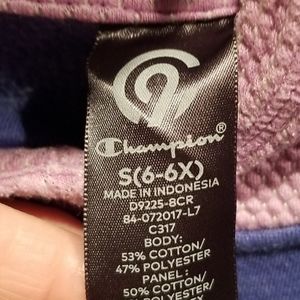 Champion®
S(6-6X)
MADE IN INDONESIA
D9225-8CR
84-072017-L7
C317
BODY:
53% COTTON/
47% POLYESTER
PANEL:
50% COTTON/
POLYESTER/